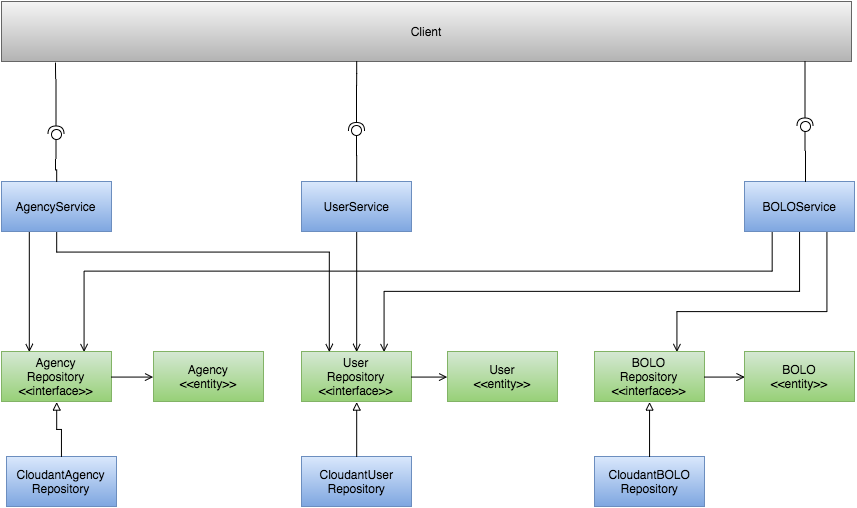 Client
AgencyService
UserService
BOLOService
Agency
Repository
<<interface>>
Agency
<<entity>>
User
Repository
<<interface>>
User
<<entity>>
BOLO
Repository
<<interface>>
BOLO
<<entity>>
CloudantAgency
Repository
CloudantUser
Repository
CloudantBOLO
Repository